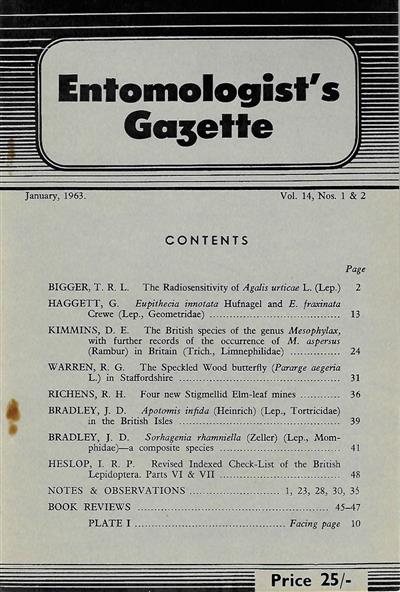 Entomologist's
Gazette
January, 1963. Vol. 14, Nos. 1 & 2
CONTENTS
Page
BIGGER, T. R. L. The Radiosensitivity of Agalis urticae L. (Lep.) 2
HAGGETT, G. Eupithecia innotata Hufnagel and E. fraxinata
Crewe (Lep., Geometridae) 13
KIMMINS, D. E. The British species of the genus Mesophylax,
with further records of the occurrence of M. aspersus
(Rambur) in Britain (Trich., Limnephilidae) 24
WARREN, R. G. The Speckled Wood butterfly (Pararge aegeria
L.) in Staffordshire 31
RICHENS, R. H. Four new Stigmellid Elm-leaf mines 36
BRADLEY, J. D. Apotomis infida (Heinrich) (Lep., Tortricidae)
in the British Isles 39
BRADLEY, J. D. Sorhagenia rhamniella (Zeller) (Lep., Mom-
phidae)—a composite species 41
HESLOP, I. R. P. Revised Indexed Check-List of the British
Lepidoptera. Parts VI & VII 48
NOTES & OBSERVATIONS 1, 23, 28, 30, 35
BOOK REVIEWS 45–47
PLATE I Facing page 10
Price 25/-